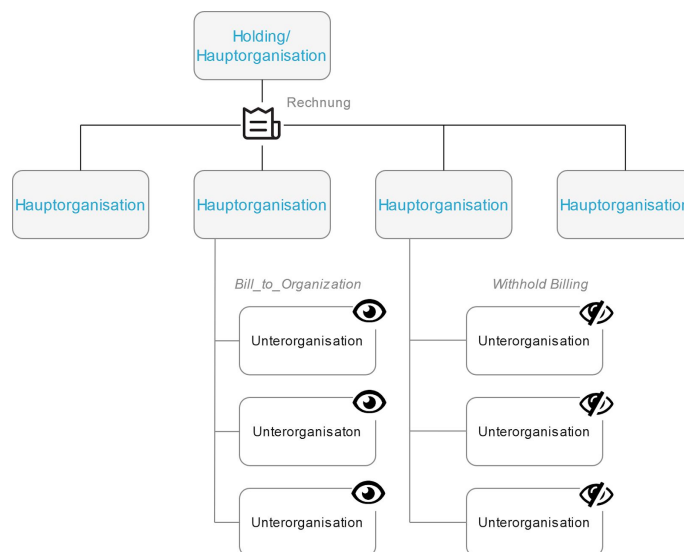 Holding/
Hauptorganisation
Rechnung
Hauptorganisation
Hauptorganisation
Hauptorganisation
Hauptorganisation
Bill_to_Organization
Withhold Billing
Unterorganisation
Unterorganisation
Unterorganisaton
Unterorganisation
Unterorganisation
Unterorganisation